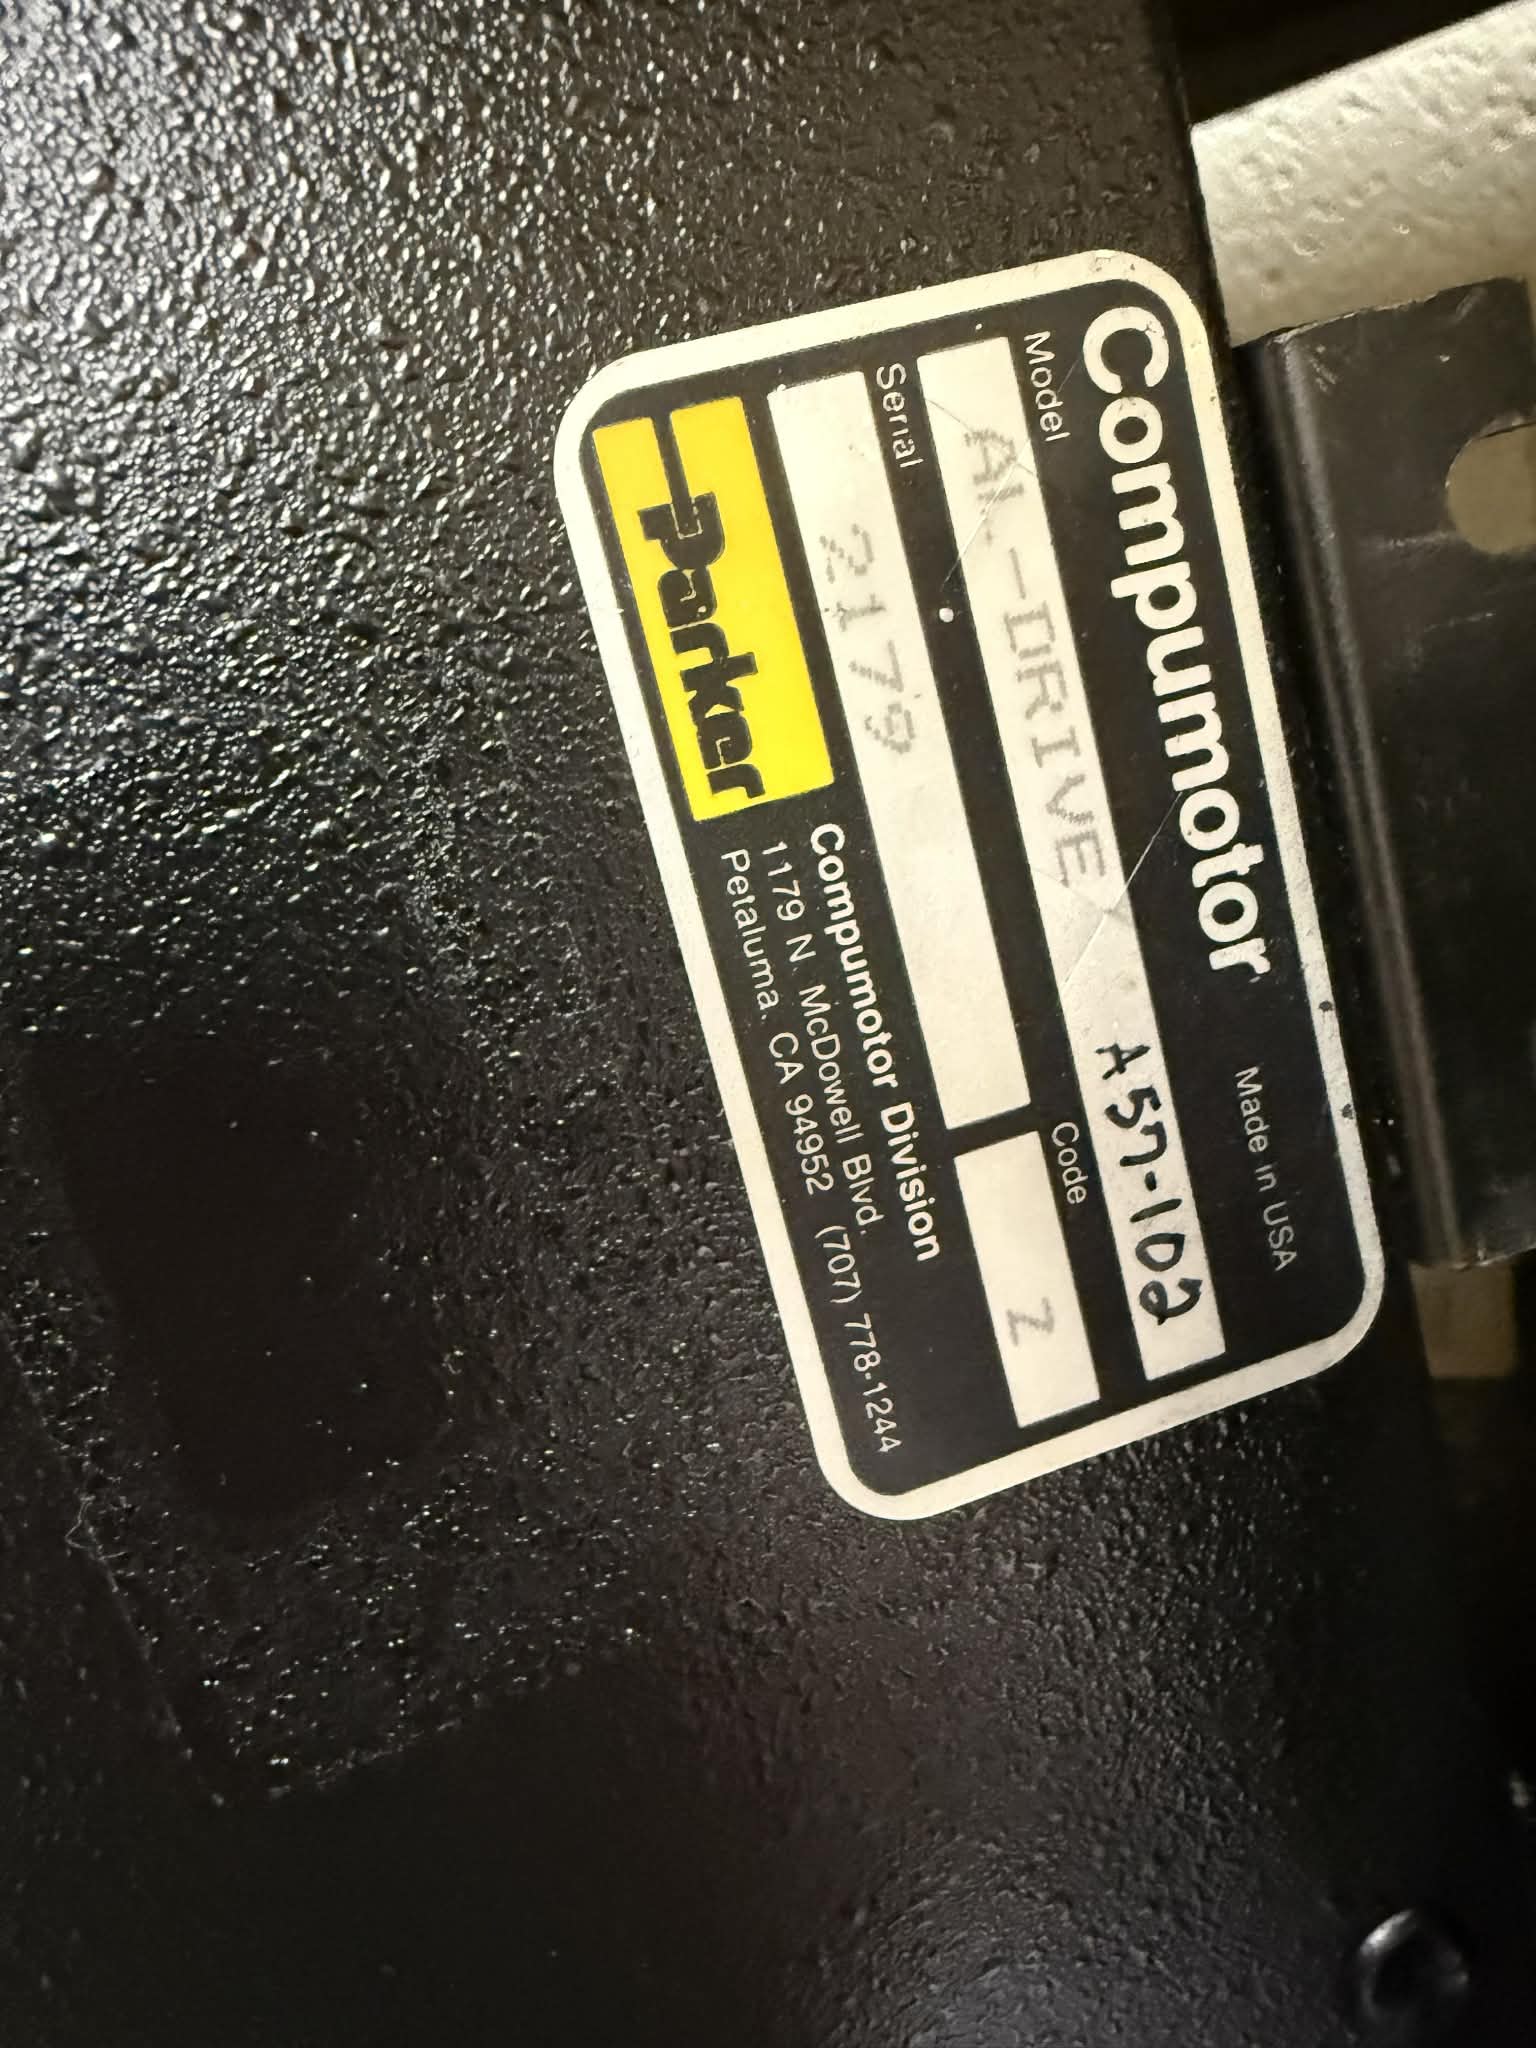 Compumotor Made in USA
Model
AL-DRIVE A57-102
Serial Code
2179 Z
Parker
Compumotor Division
1179 N. McDowell Blvd.
Petaluma, CA 94952 (707) 778-1244